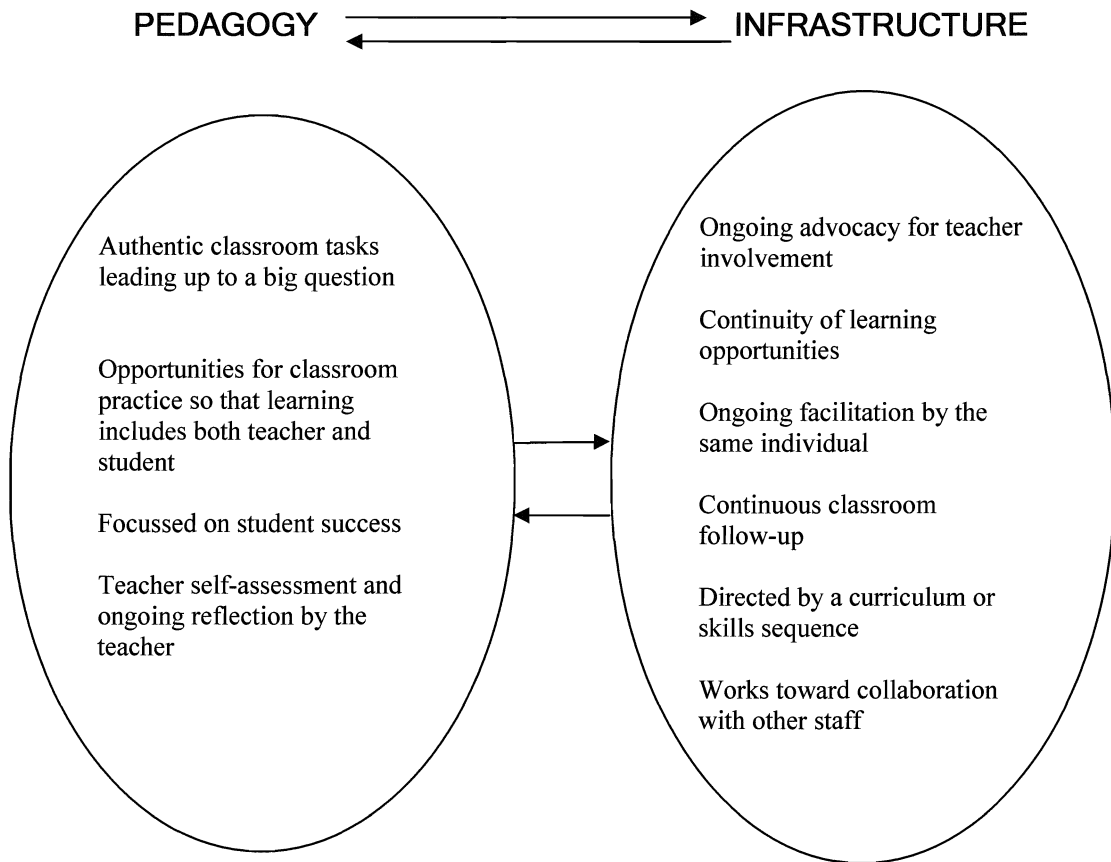 PEDAGOGY
INFRASTRUCTURE
Authentic classroom tasks
leading up to a big question
Opportunities for classroom
practice so that learning
includes both teacher and
student
Focussed on student success
Teacher self-assessment and
ongoing reflection by the
teacher
Ongoing advocacy for teacher
involvement
Continuity of learning
opportunities
Ongoing facilitation by the
same individual
Continuous classroom
follow-up
Directed by a curriculum or
skills sequence
Works toward collaboration
with other staff